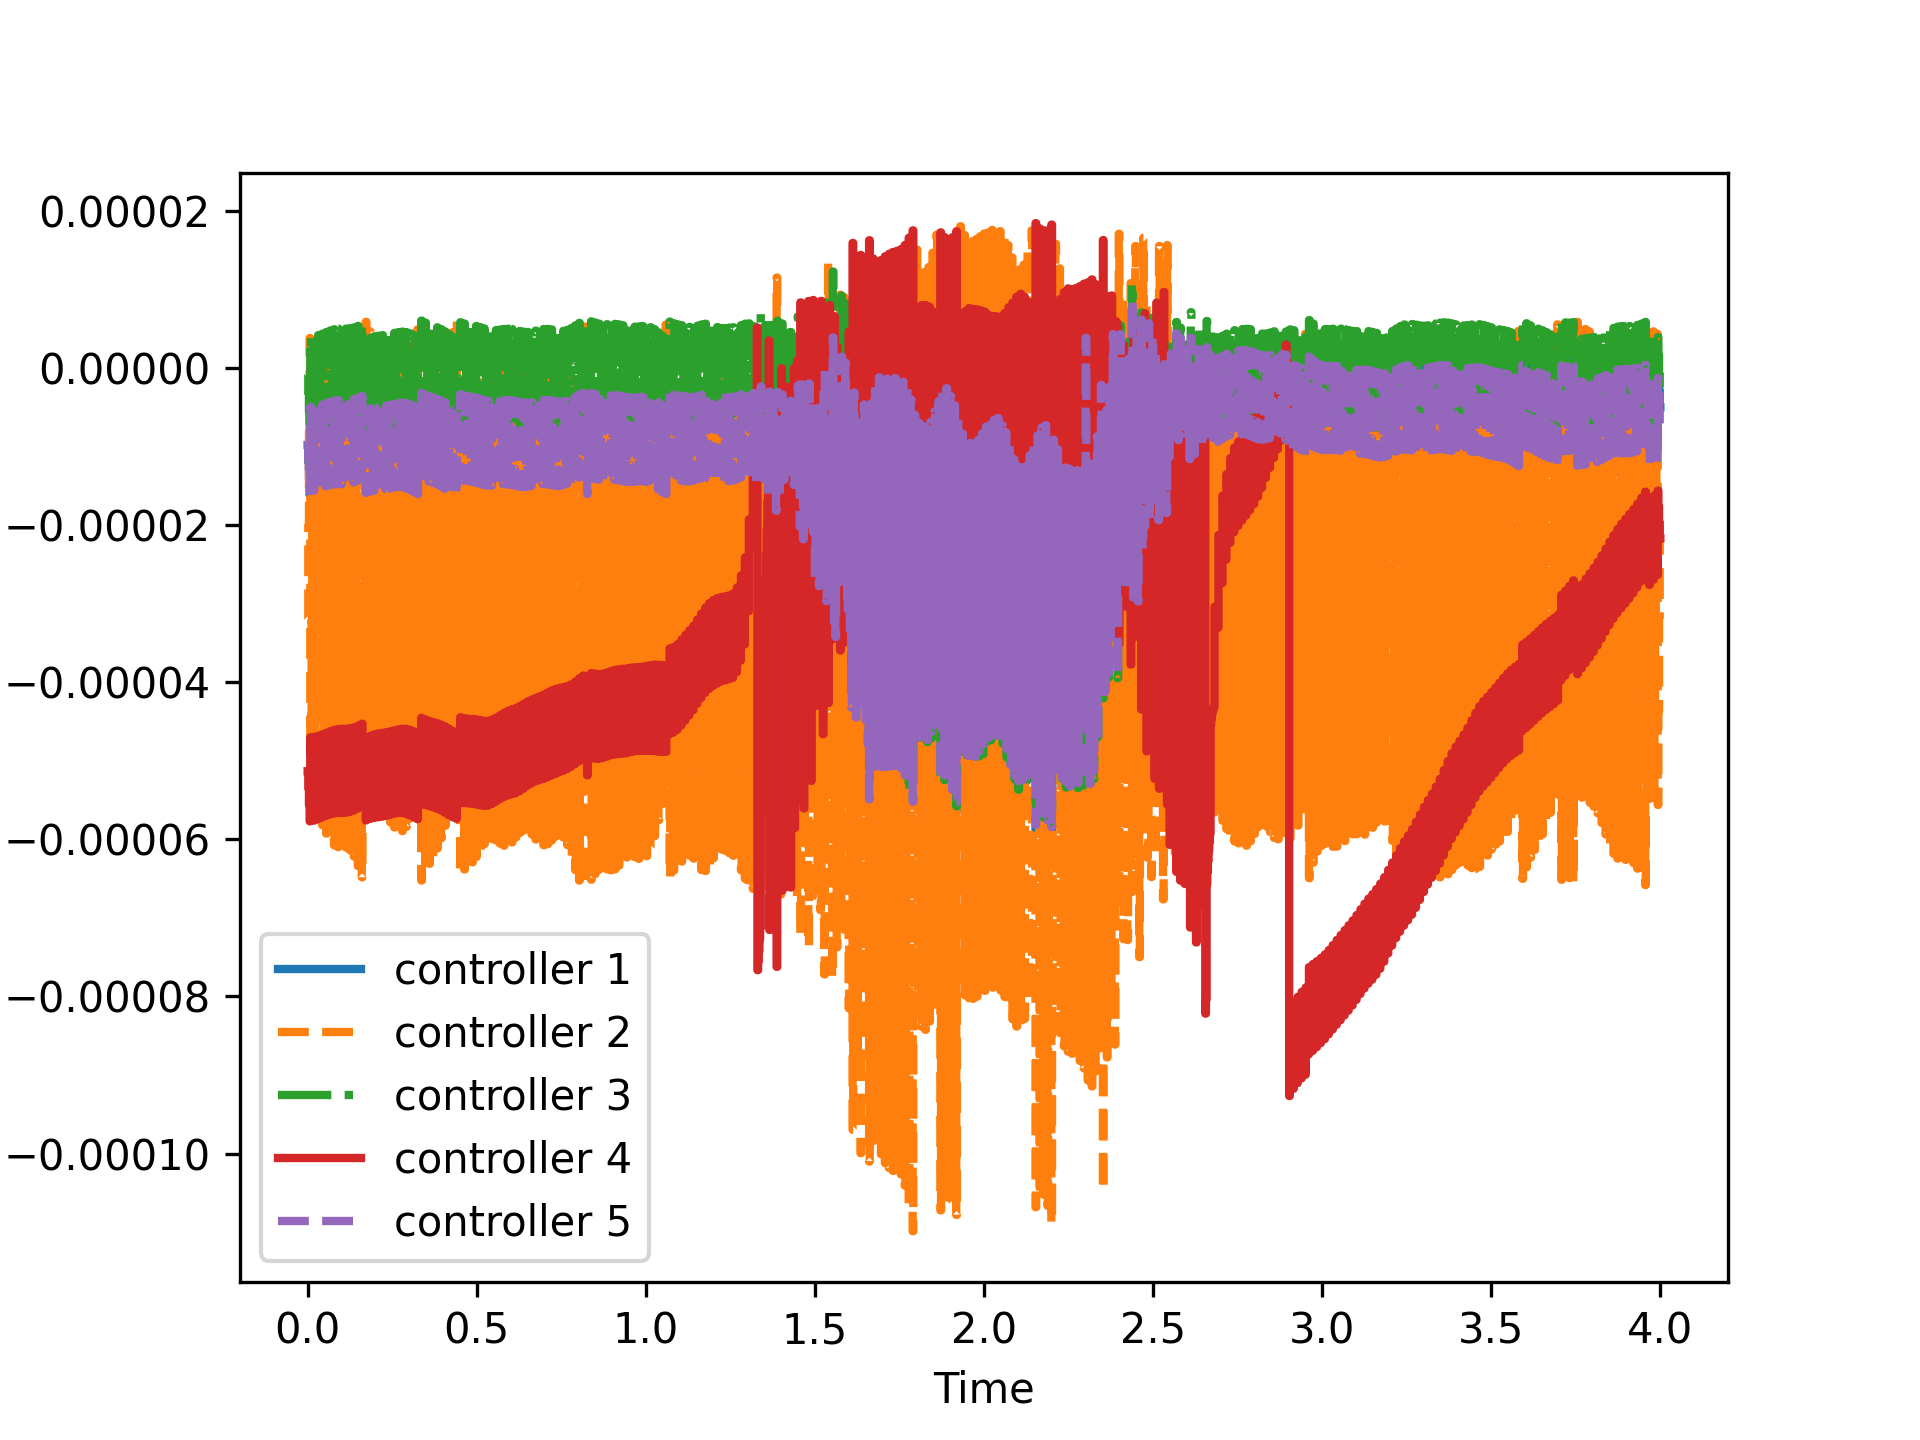 0.00002
0.00000
−0.00002
−0.00004
−0.00006
−0.00008
−0.00010
controller 1
controller 2
controller 3
controller 4
controller 5
0.0 0.5 1.0 1.5 2.0 2.5 3.0 3.5 4.0
Time